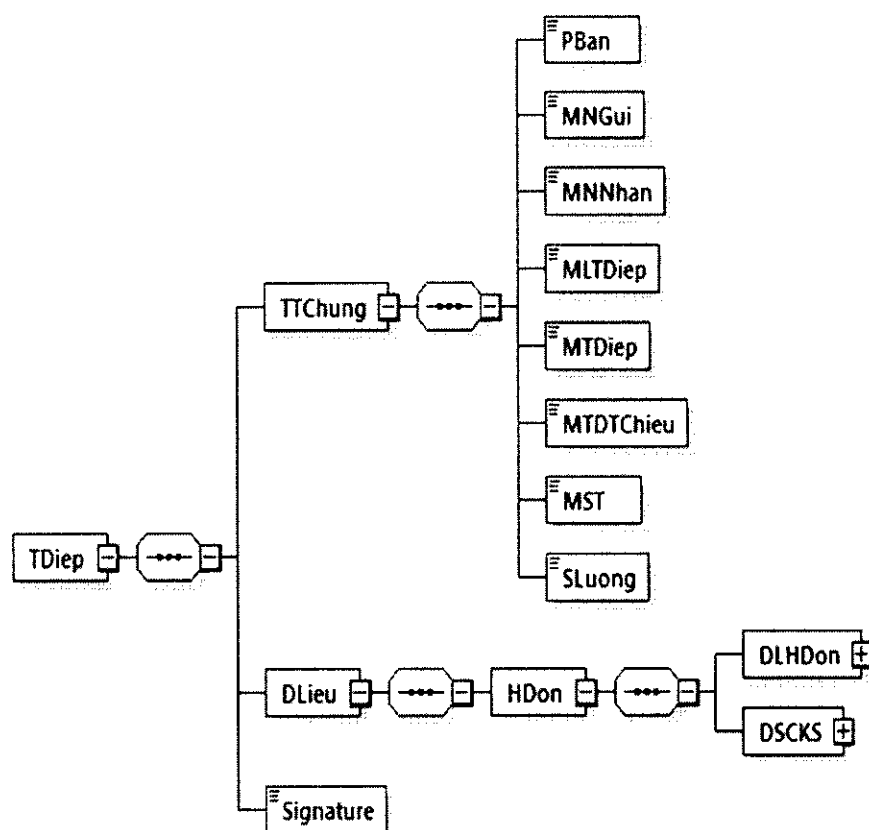 PBan
MNGui
MNNhan
MLTDiep
TTChung
MTDiep
MTDTChieu
MST
TDiep
SLuong
DLHDon
DLieu
HDon
DSCKS
Signature